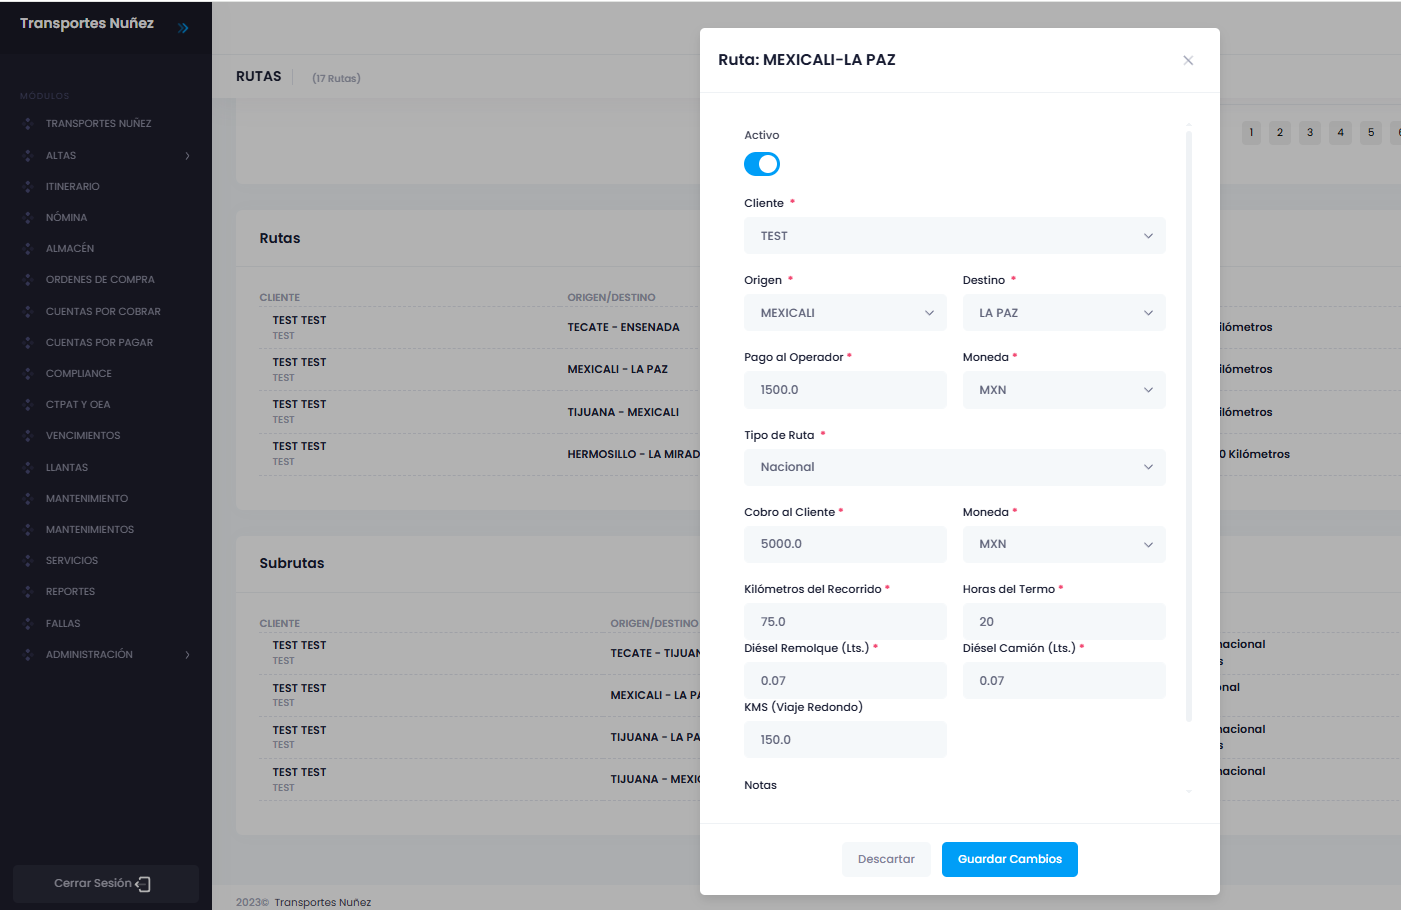 Transportes Nuñez
MÓDULOS
TRANSPORTES NUÑEZ
ALTAS
ITINERARIO
NÓMINA
ALMACÉN
ORDENES DE COMPRA
CUENTAS POR COBRAR
CUENTAS POR PAGAR
COMPLIANCE
CTPAT Y OEA
VENCIMIENTOS
LLANTAS
MANTENIMIENTO
MANTENIMIENTOS
SERVICIOS
REPORTES
FALLAS
ADMINISTRACIÓN
Cerrar Sesión
RUTAS (17 Rutas)
1 2 3 4 5
Rutas
CLIENTE ORIGEN/DESTINO
TEST TEST
TEST
TECATE - ENSENADA
ilómetros
TEST TEST
TEST
MEXICALI - LA PAZ
ilómetros
TEST TEST
TEST
TIJUANA - MEXICALI
ilómetros
TEST TEST
TEST
HERMOSILLO - LA MIRAD
0 Kilómetros
Subrutas
CLIENTE ORIGEN/DESTINO
TEST TEST
TEST
TECATE - TIJUAN
acional
s
TEST TEST
TEST
MEXICALI - LA PA
nal
TEST TEST
TEST
TIJUANA - LA PA
acional
s
TEST TEST
TEST
TIJUANA - MEXI
nacional
2023© Transportes Nuñez
Ruta: MEXICALI-LA PAZ
Activo
Cliente *
TEST
Origen * Destino *
MEXICALI LA PAZ
Pago al Operador * Moneda *
1500.0 MXN
Tipo de Ruta *
Nacional
Cobro al Cliente * Moneda *
5000.0 MXN
Kilómetros del Recorrido * Horas del Termo *
75.0 20
Diésel Remolque (Lts.) * Diésel Camión (Lts.) *
0.07 0.07
KMS (Viaje Redondo)
150.0
Notas
Descartar Guardar Cambios